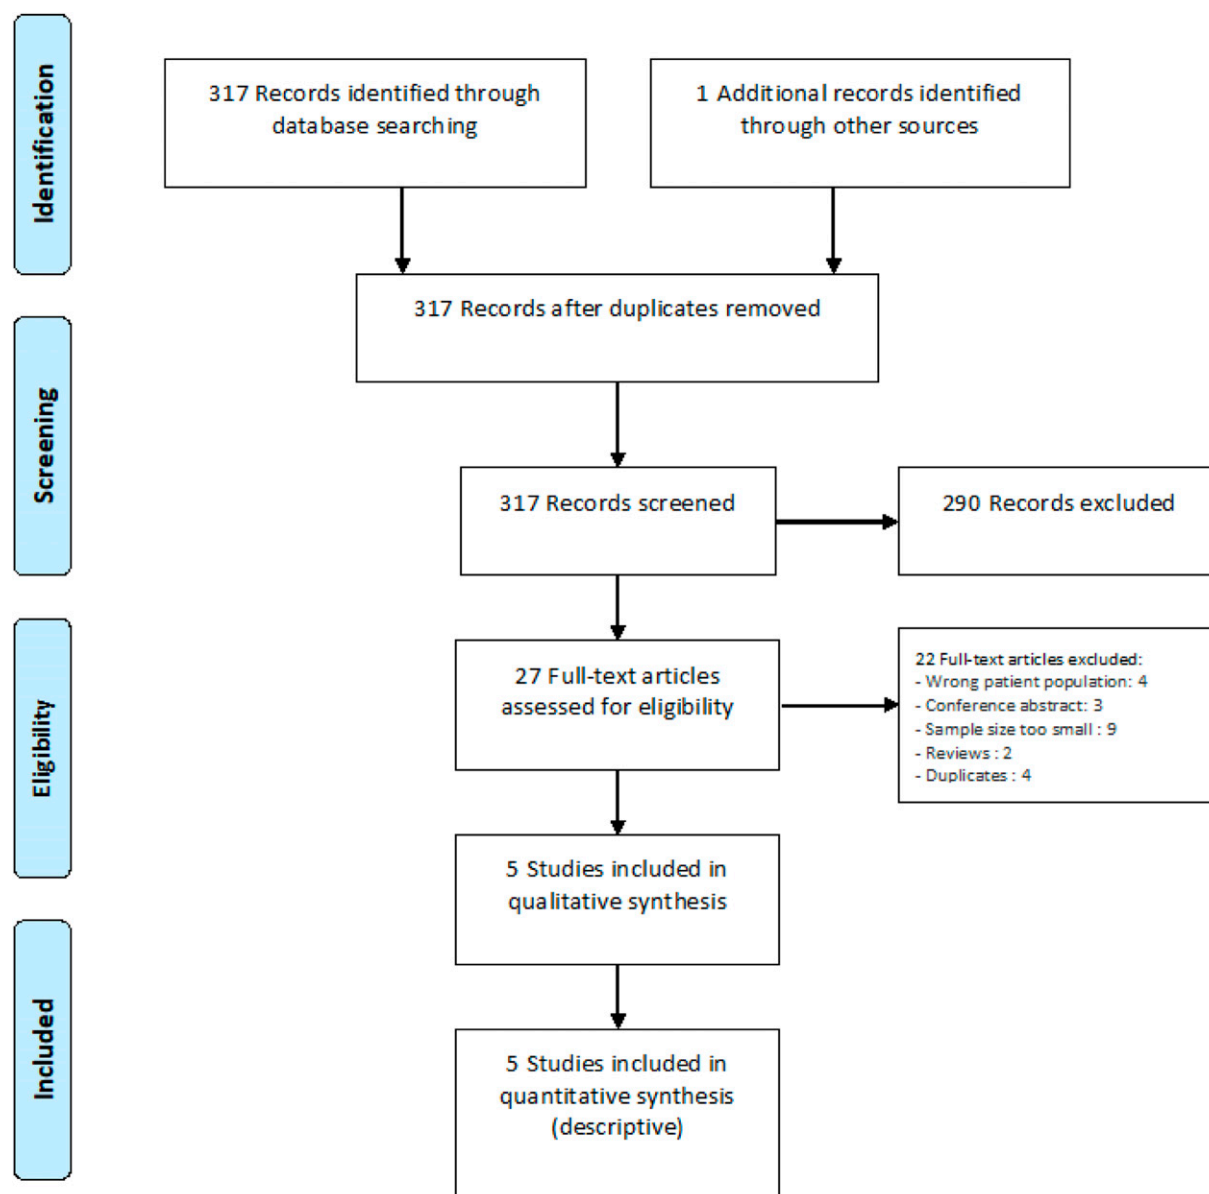 Identification
317 Records identified through
database searching
1 Additional records identified
through other sources
317 Records after duplicates removed
Screening
317 Records screened
290 Records excluded
Eligibility
27 Full-text articles
assessed for eligibility
22 Full-text articles excluded:
- Wrong patient population: 4
- Conference abstract: 3
- Sample size too small : 9
- Reviews : 2
- Duplicates : 4
5 Studies included in
qualitative synthesis
Included
5 Studies included in
quantitative synthesis
(descriptive)